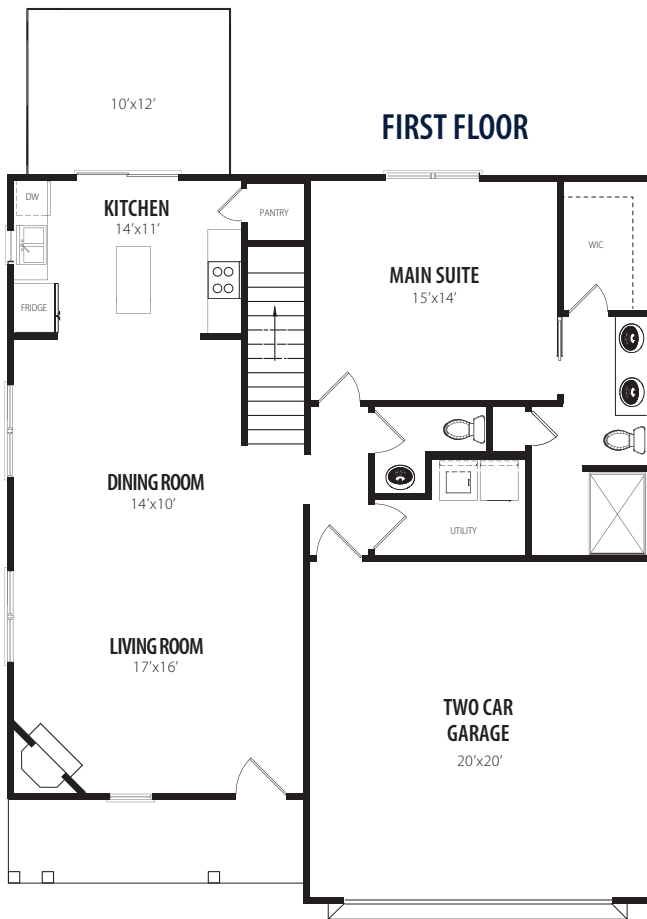 10'x12'
FIRST FLOOR
DW
KITCHEN
14'x11'
PANTRY
WIC
MAIN SUITE
15'x14'
FRIDGE
DINING ROOM
14'x10'
UTILITY
LIVING ROOM
17'x16'
TWO CAR
GARAGE
20'x20'